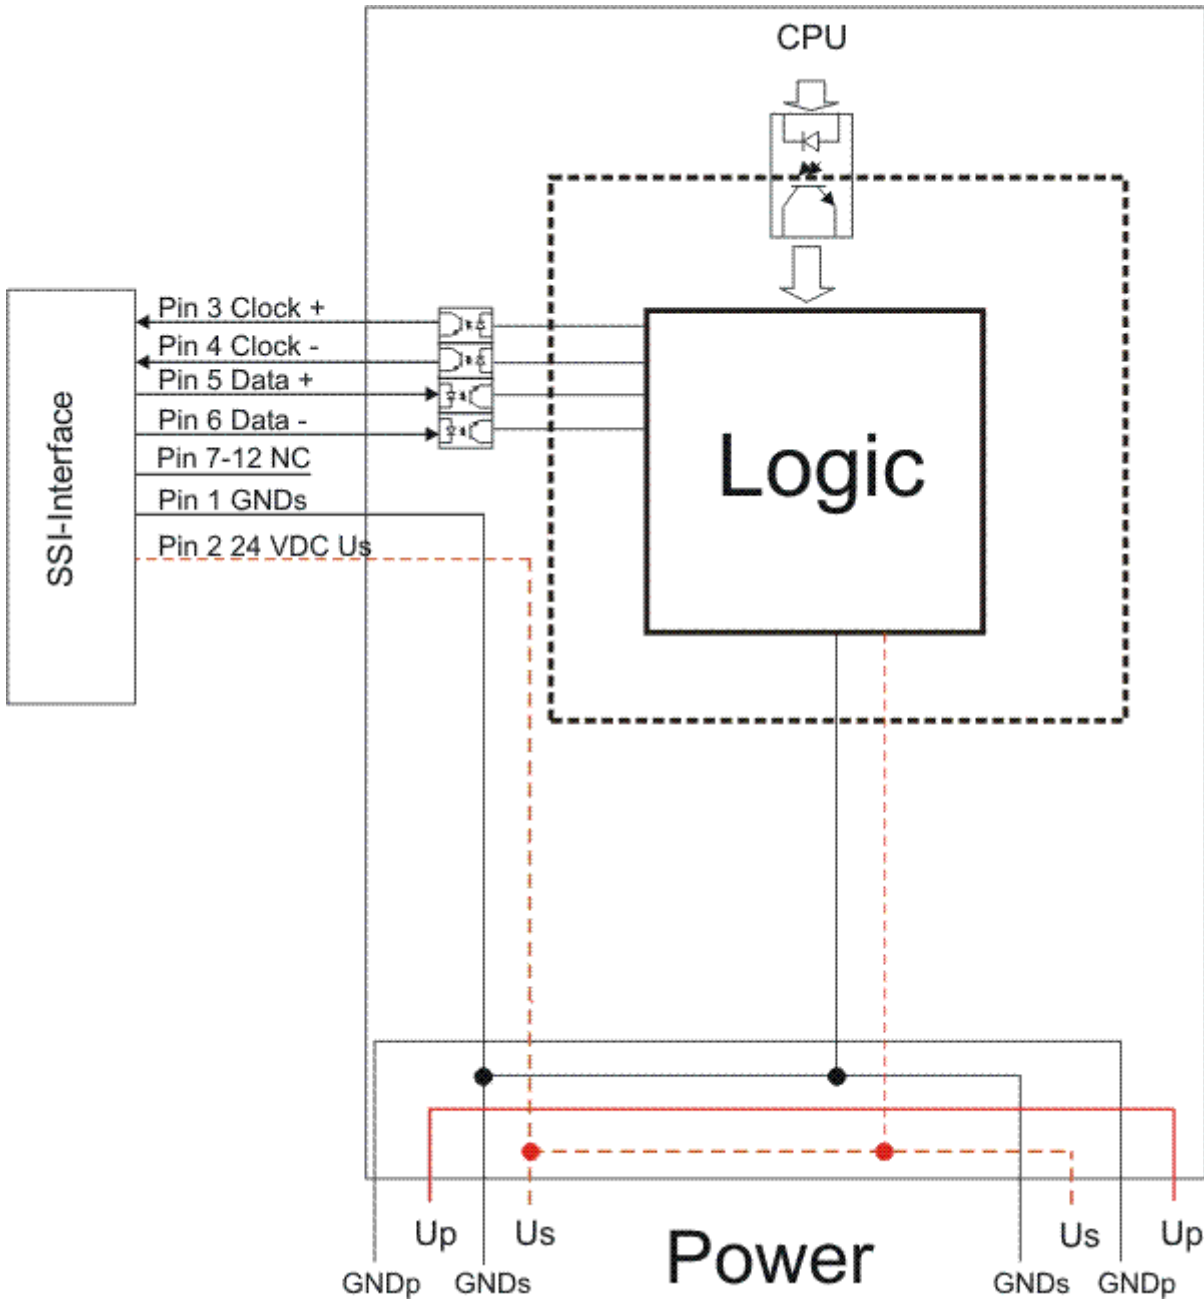 CPU
Pin 3 Clock +
Pin 4 Clock -
Pin 5 Data +
Pin 6 Data -
Pin 7-12 NC
Pin 1 GNDs
Pin 2 24 VDC Us
SSI-Interface
Logic
Up
Us
Power
Us
Up
GNDp
GNDs
GNDs
GNDp